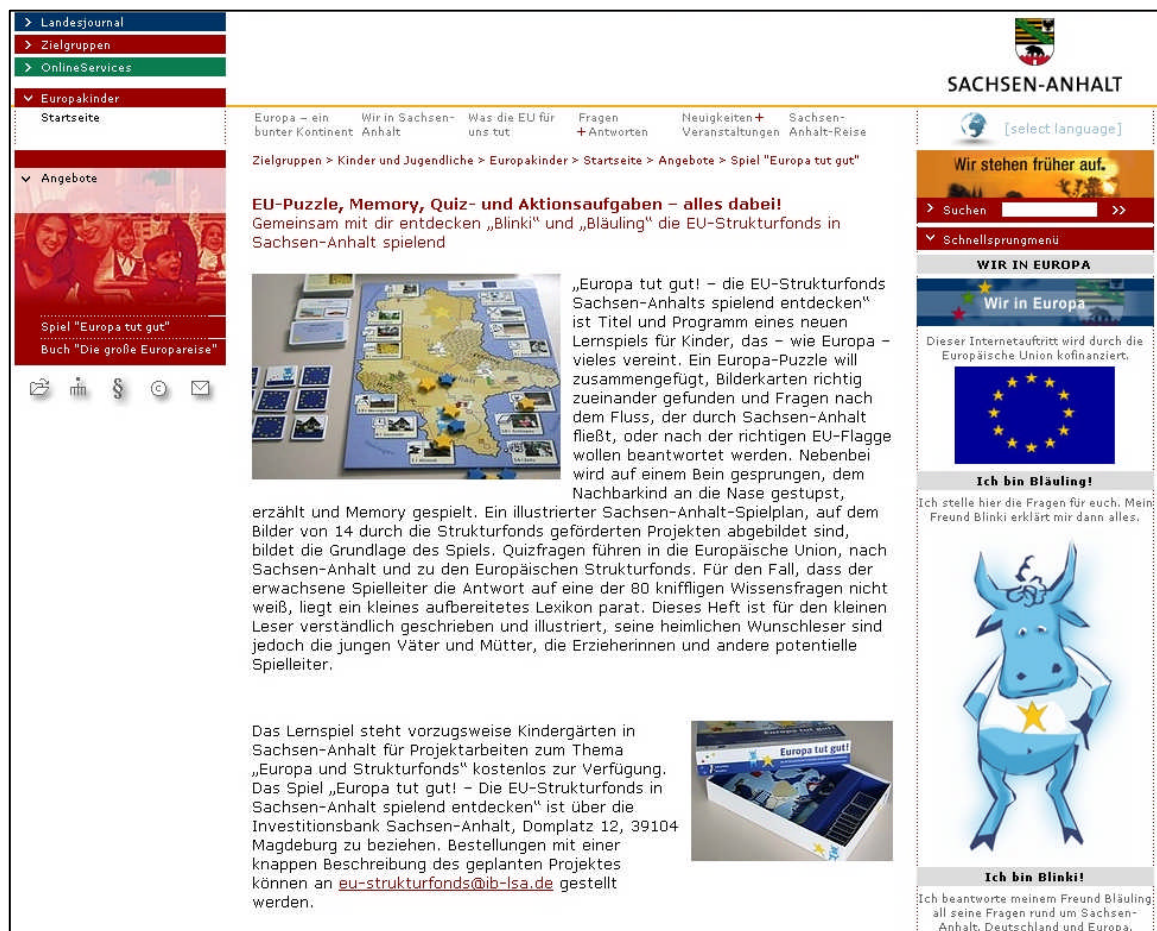 Landesjournal
Zielgruppen
OnlineServices
Europakinder
Startseite
Angebote
Spiel "Europa tut gut"
Buch "Die große Europareise"
§
©
SACHSEN-ANHALT
Europa – ein
bunter Kontinent
Wir in Sachsen-
Anhalt
Was die EU für
uns tut
Fragen
+Antworten
Neuigkeiten+
Veranstaltungen
Sachsen-
Anhalt-Reise
Zielgruppen > Kinder und Jugendliche > Europakinder > Startseite > Angebote > Spiel "Europa tut gut"
EU-Puzzle, Memory, Quiz- und Aktionsaufgaben – alles dabei!
Gemeinsam mit dir entdecken „Blinki“ und „Bläuling“ die EU-Strukturfonds in
Sachsen-Anhalt spielend
„Europa tut gut! – die EU-Strukturfonds
Sachsen-Anhalts spielend entdecken“
ist Titel und Programm eines neuen
Lernspiels für Kinder, das – wie Europa –
vieles vereint. Ein Europa-Puzzle will
zusammengefügt, Bilderkarten richtig
zueinander gefunden und Fragen nach
dem Fluss, der durch Sachsen-Anhalt
fließt, oder nach der richtigen EU-Flagge
wollen beantwortet werden. Nebenbei
wird auf einem Bein gesprungen, dem
Nachbarkind an die Nase gestupst,
erzählt und Memory gespielt. Ein illustrierter Sachsen-Anhalt-Spielplan, auf dem
Bilder von 14 durch die Strukturfonds geförderten Projekten abgebildet sind,
bildet die Grundlage des Spiels. Quizfragen führen in die Europäische Union, nach
Sachsen-Anhalt und zu den Europäischen Strukturfonds. Für den Fall, dass der
erwachsene Spielleiter die Antwort auf eine der 80 kniffligen Wissensfragen nicht
weiß, liegt ein kleines aufbereitetes Lexikon parat. Dieses Heft ist für den kleinen
Leser verständlich geschrieben und illustriert, seine heimlichen Wunschleser sind
jedoch die jungen Väter und Mütter, die Erzieherinnen und andere potentielle
Spielleiter.
Das Lernspiel steht vorzugsweise Kindergärten in
Sachsen-Anhalt für Projektarbeiten zum Thema
„Europa und Strukturfonds“ kostenlos zur Verfügung.
Das Spiel „Europa tut gut! – Die EU-Strukturfonds in
Sachsen-Anhalt spielend entdecken“ ist über die
Investitionsbank Sachsen-Anhalt, Domplatz 12, 39104
Magdeburg zu beziehen. Bestellungen mit einer
knappen Beschreibung des geplanten Projektes
können an eu-strukturfonds@ib-lsa.de gestellt
werden.
Europa tut gut!
[select language]
Wir stehen früher auf.
Suchen >>
Schnellsprungmenü
WIR IN EUROPA
Wir in Europa
Dieser Internetauftritt wird durch die
Europäische Union kofinanziert.
Ich bin Bläuling!
Ich stelle hier die Fragen für euch. Mein
Freund Blinki erklärt mir dann alles.
Ich bin Blinki!
Ich beantworte meinem Freund Bläuling
all seine Fragen rund um Sachsen-
Anhalt, Deutschland und Europa.